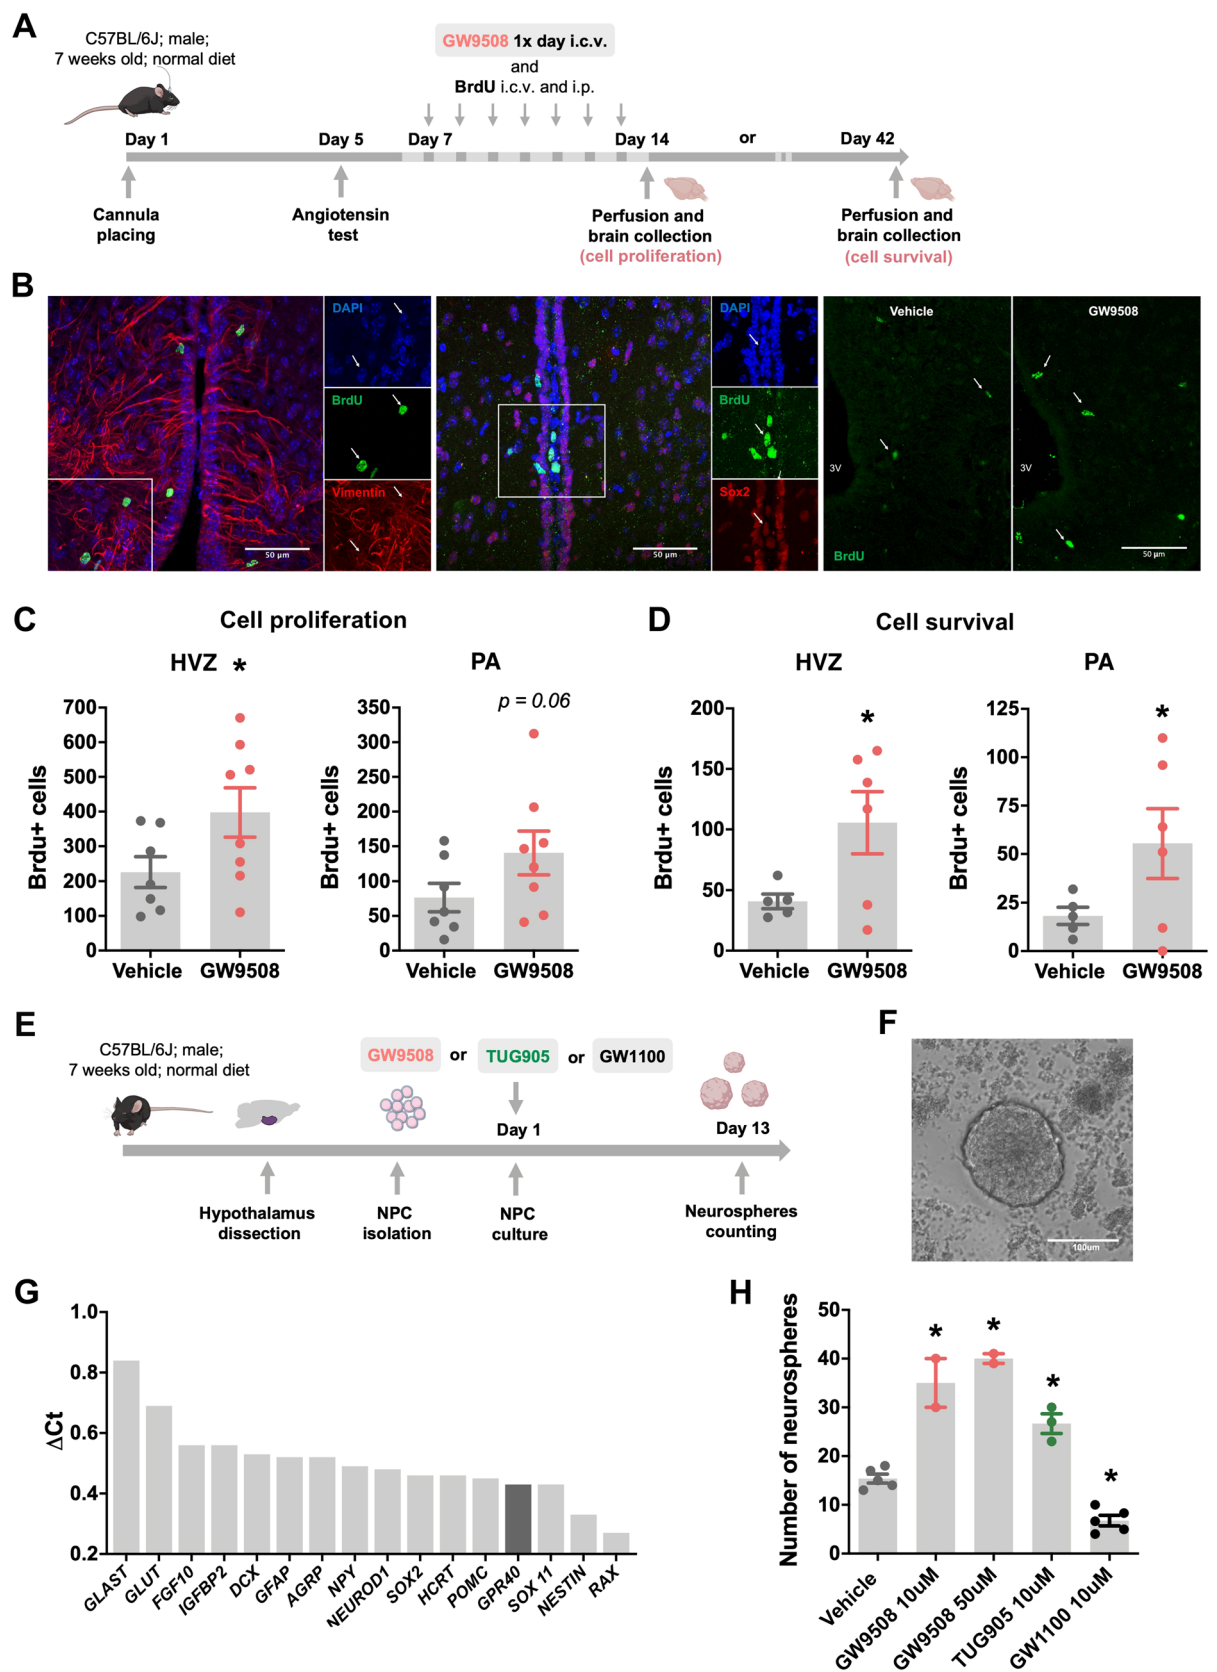 A
C57BL/6J; male;
7 weeks old; normal diet
GW9508 1x day i.c.v.
and
BrdU i.c.v. and i.p.
Day 1
Day 5
Day 7
Day 14
or
Day 42
Cannula
placing
Angiotensin
test
Perfusion and
brain collection
(cell proliferation)
Perfusion and
brain collection
(cell survival)
B
DAPI
BrdU
Vimentin
50 µm
DAPI
BrdU
Sox2
50 µm
Vehicle
3V
BrdU
GW9508
3V
50 µm
C
Cell proliferation
HVZ *
Brdu+ cells
700
600
500
400
300
200
100
0
Vehicle
GW9508
PA
p = 0.06
Brdu+ cells
350
300
250
200
150
100
50
0
Vehicle
GW9508
D
Cell survival
HVZ
*
Brdu+ cells
200
150
100
50
0
Vehicle
GW9508
PA
*
Brdu+ cells
125
100
75
50
25
0
Vehicle
GW9508
E
C57BL/6J; male;
7 weeks old; normal diet
GW9508 or TUG905 or GW1100
Day 1
Day 13
Hypothalamus
dissection
NPC
isolation
NPC
culture
Neurospheres
counting
F
100um
G
ΔCt
1.0
0.8
0.6
0.4
0.2
GLAST
GLUT
FGF10
IGFBP2
DCX
GFAP
AGRP
NPY
NEUROD1
SOX2
HCRT
POMC
GPR40
SOX 11
NESTIN
RAX
H
Number of neurospheres
50
40
30
20
10
0
*
*
*
*
Vehicle
GW9508 10uM
GW9508 50uM
TUG905 10uM
GW1100 10uM